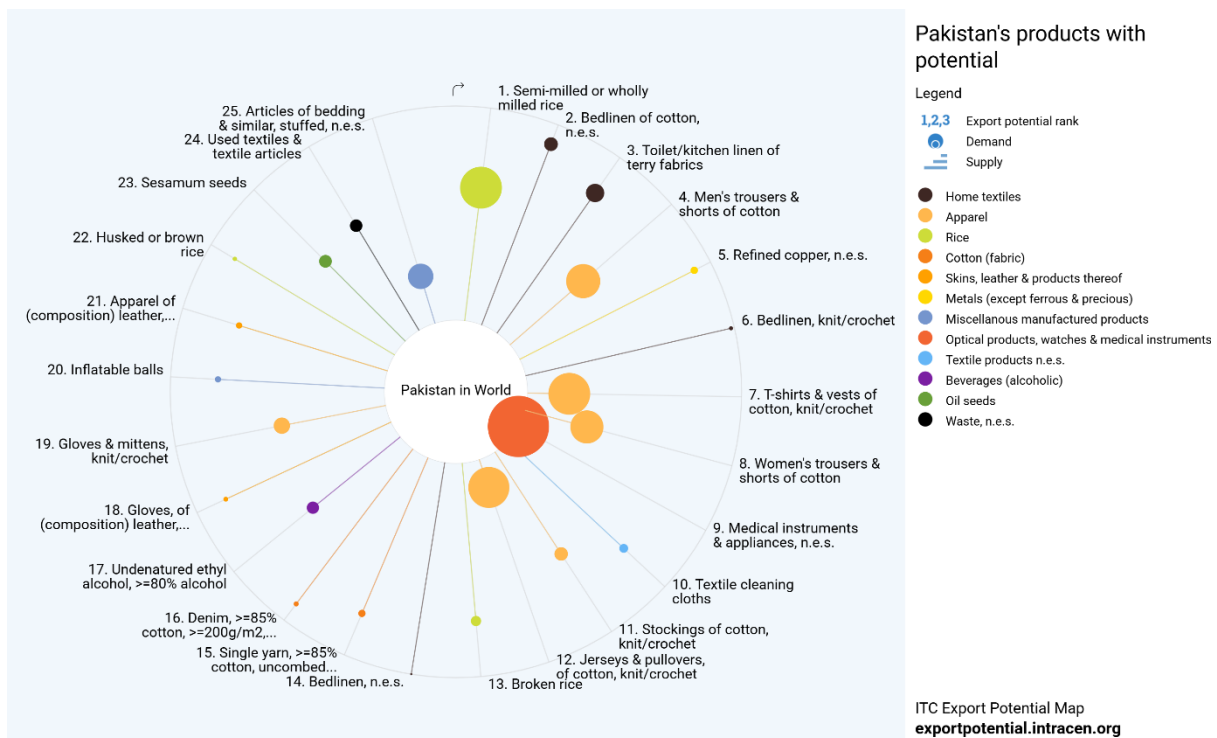 1. Semi-milled or wholly
milled rice
2. Bedlinen of cotton,
n.e.s.
3. Toilet/kitchen linen of
terry fabrics
4. Men's trousers &
shorts of cotton
5. Refined copper, n.e.s.
6. Bedlinen, knit/crochet
7. T-shirts & vests of
cotton, knit/crochet
8. Women's trousers &
shorts of cotton
9. Medical instruments
& appliances, n.e.s.
10. Textile cleaning
cloths
11. Stockings of cotton,
knit/crochet
12. Jerseys & pullovers,
of cotton, knit/crochet
13. Broken rice
14. Bedlinen, n.e.s.
15. Single yarn, >=85%
cotton, uncombed...
16. Denim, >=85%
cotton, >=200g/m2,...
17. Undenatured ethyl
alcohol, >=80% alcohol
18. Gloves, of
(composition) leather,...
19. Gloves & mittens,
knit/crochet
20. Inflatable balls
21. Apparel of
(composition) leather,...
22. Husked or brown
rice
23. Sesamum seeds
24. Used textiles &
textile articles
25. Articles of bedding
& similar, stuffed, n.e.s.
Pakistan in World
Pakistan's products with
potential
Legend
1,2,3 Export potential rank
Demand
Supply
Home textiles
Apparel
Rice
Cotton (fabric)
Skins, leather & products thereof
Metals (except ferrous & precious)
Miscellanous manufactured products
Optical products, watches & medical instruments
Textile products n.e.s.
Beverages (alcoholic)
Oil seeds
Waste, n.e.s.
ITC Export Potential Map
exportpotential.intracen.org